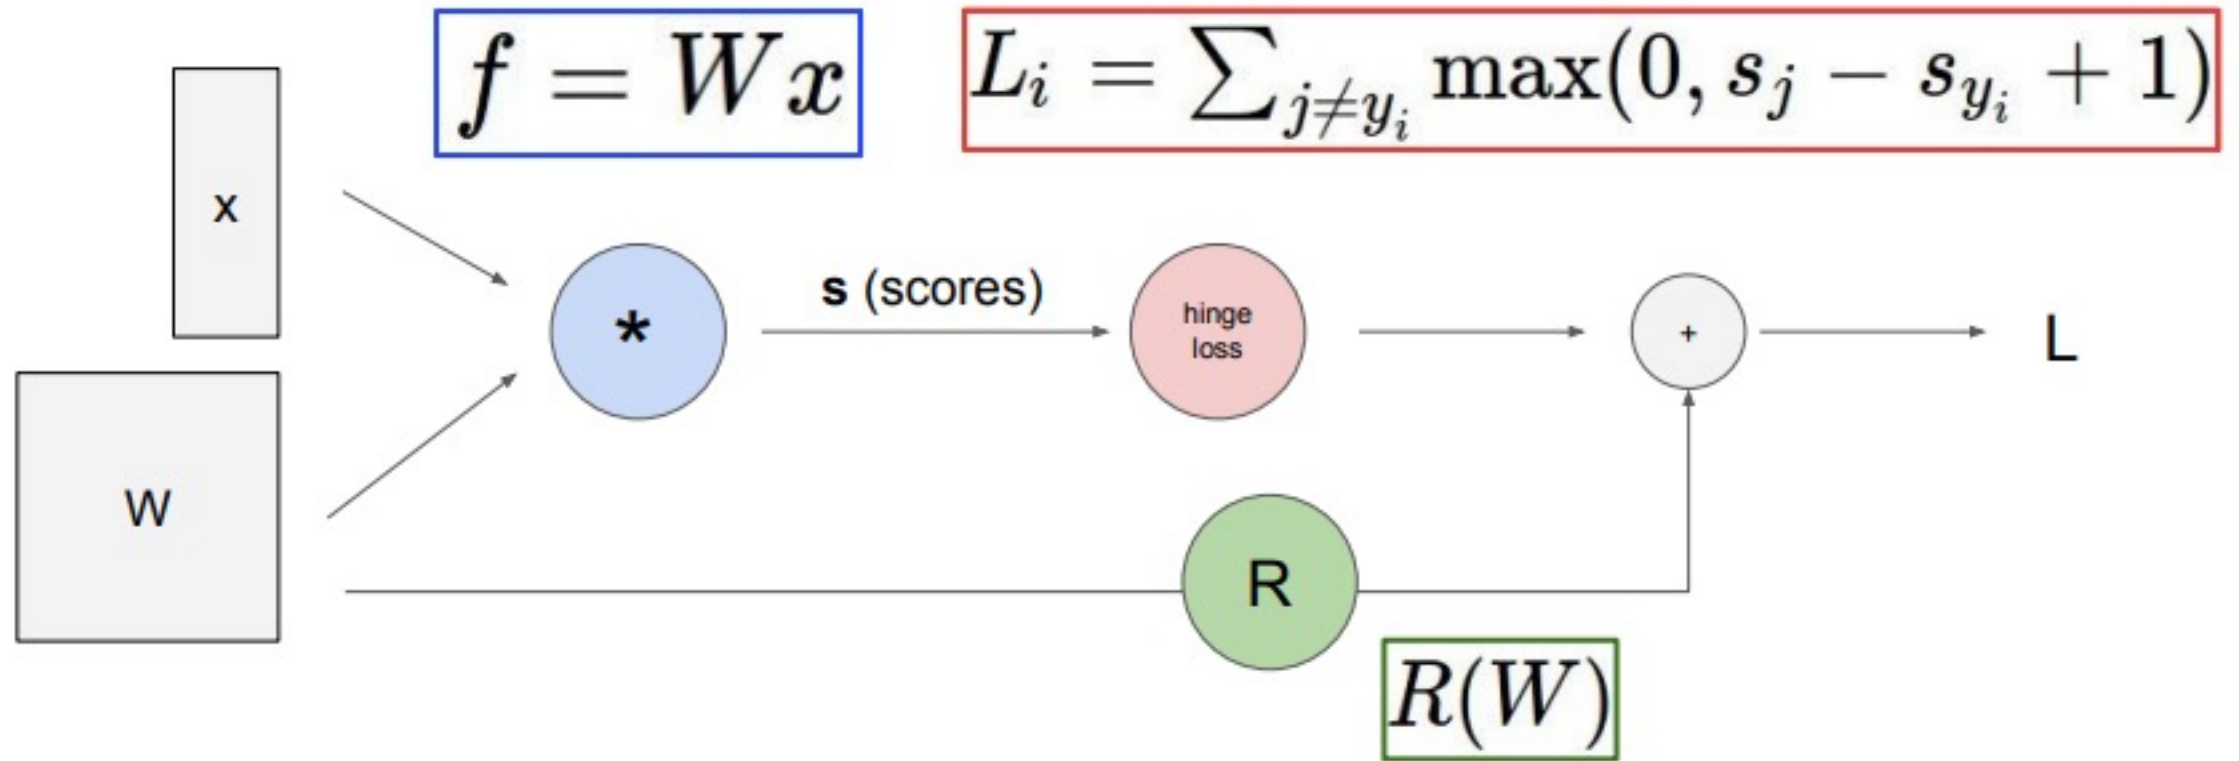 f = Wx
L_i = ∑_{j≠y_i} max(0, s_j − s_{y_i} + 1)
x
*
s (scores)
hinge
loss
+
L
W
R
R(W)